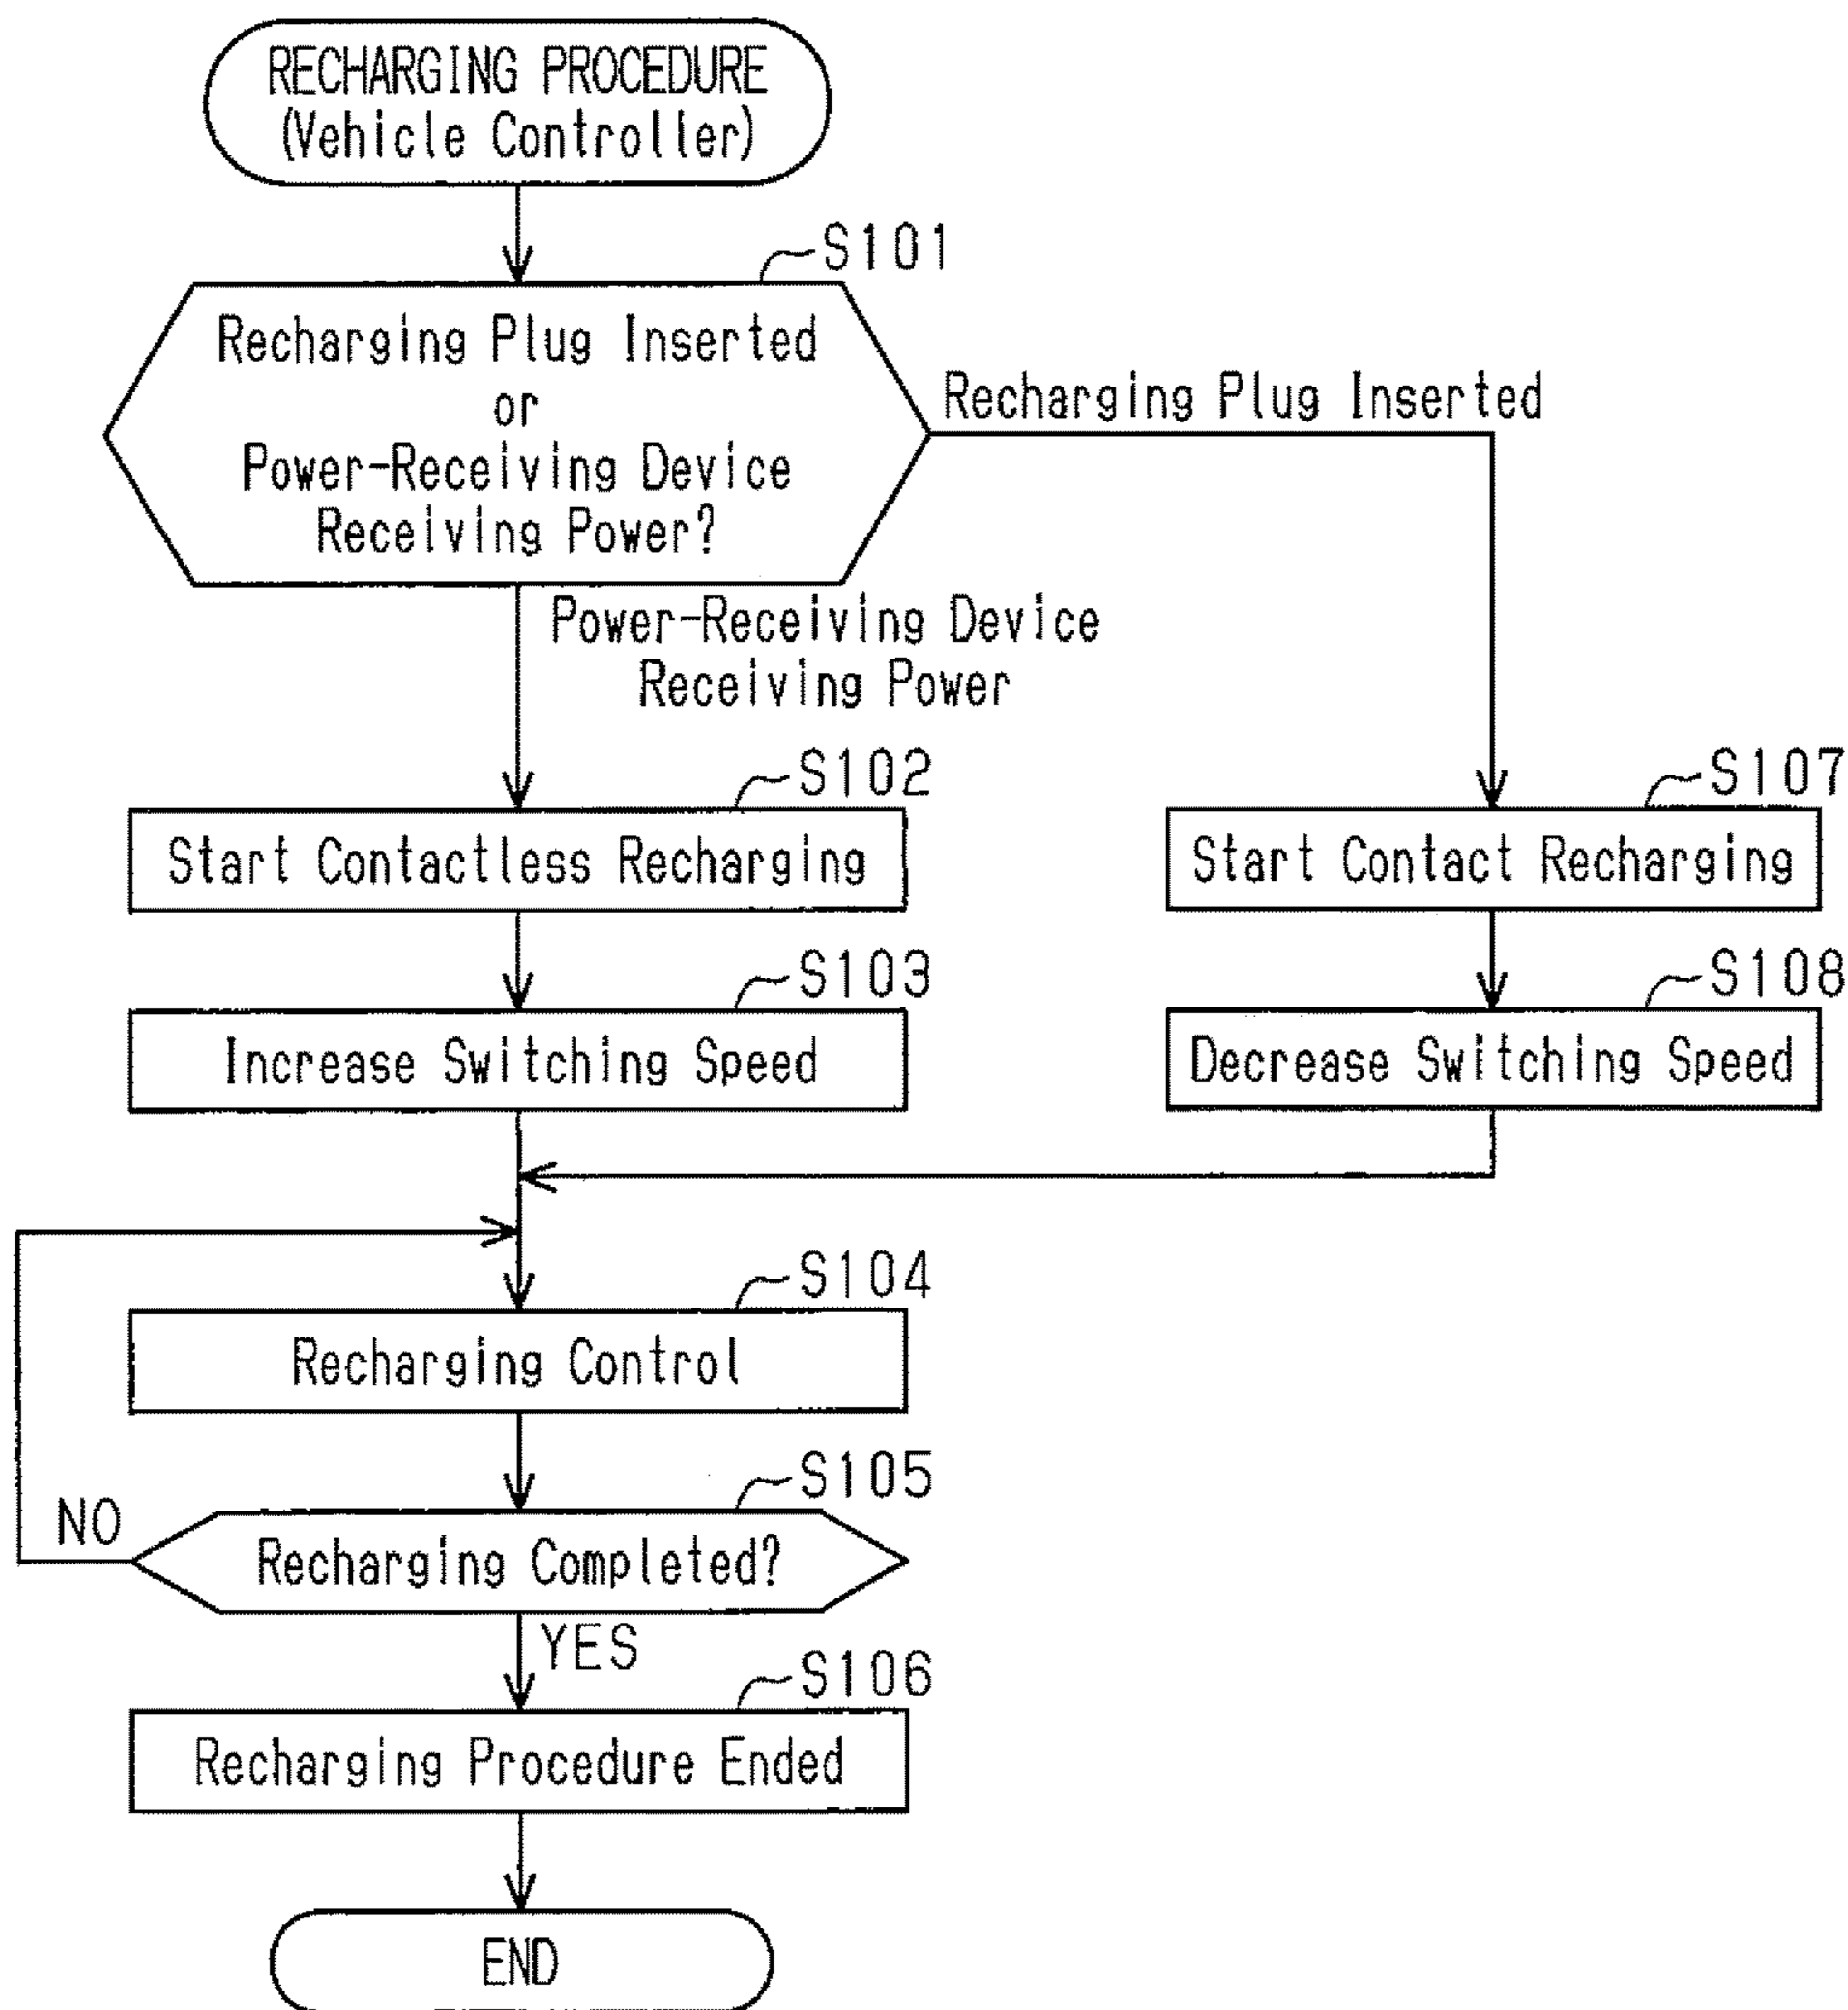 RECHARGING PROCEDURE
(Vehicle Controller)
S101
Recharging Plug Inserted
or
Power-Receiving Device
Receiving Power?
Recharging Plug Inserted
Power-Receiving Device
Receiving Power
S102
Start Contactless Recharging
S107
Start Contact Recharging
S103
Increase Switching Speed
S108
Decrease Switching Speed
S104
Recharging Control
S105
Recharging Completed?
NO
YES
S106
Recharging Procedure Ended
END